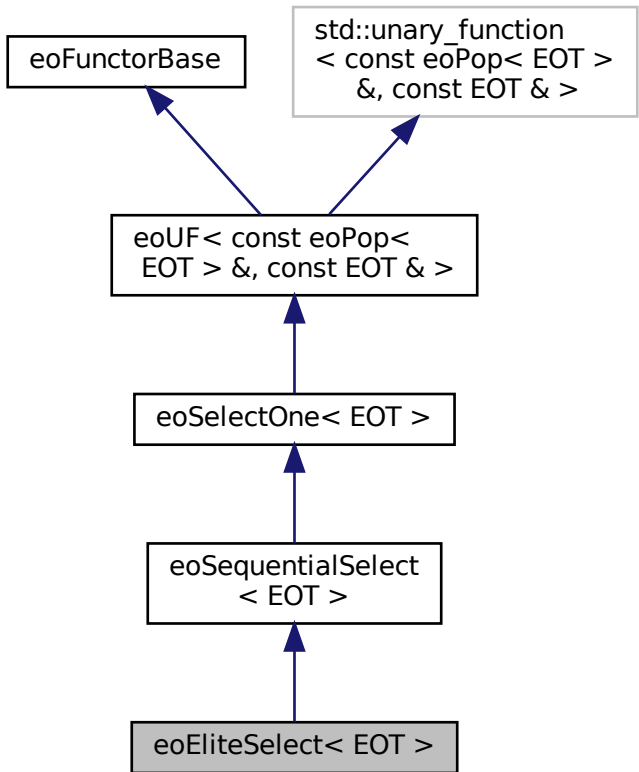 eoFunctorBase
std::unary_function
< const eoPop< EOT >
&, const EOT & >
eoUF< const eoPop<
EOT > &, const EOT & >
eoSelectOne< EOT >
eoSequentialSelect
< EOT >
eoEliteSelect< EOT >